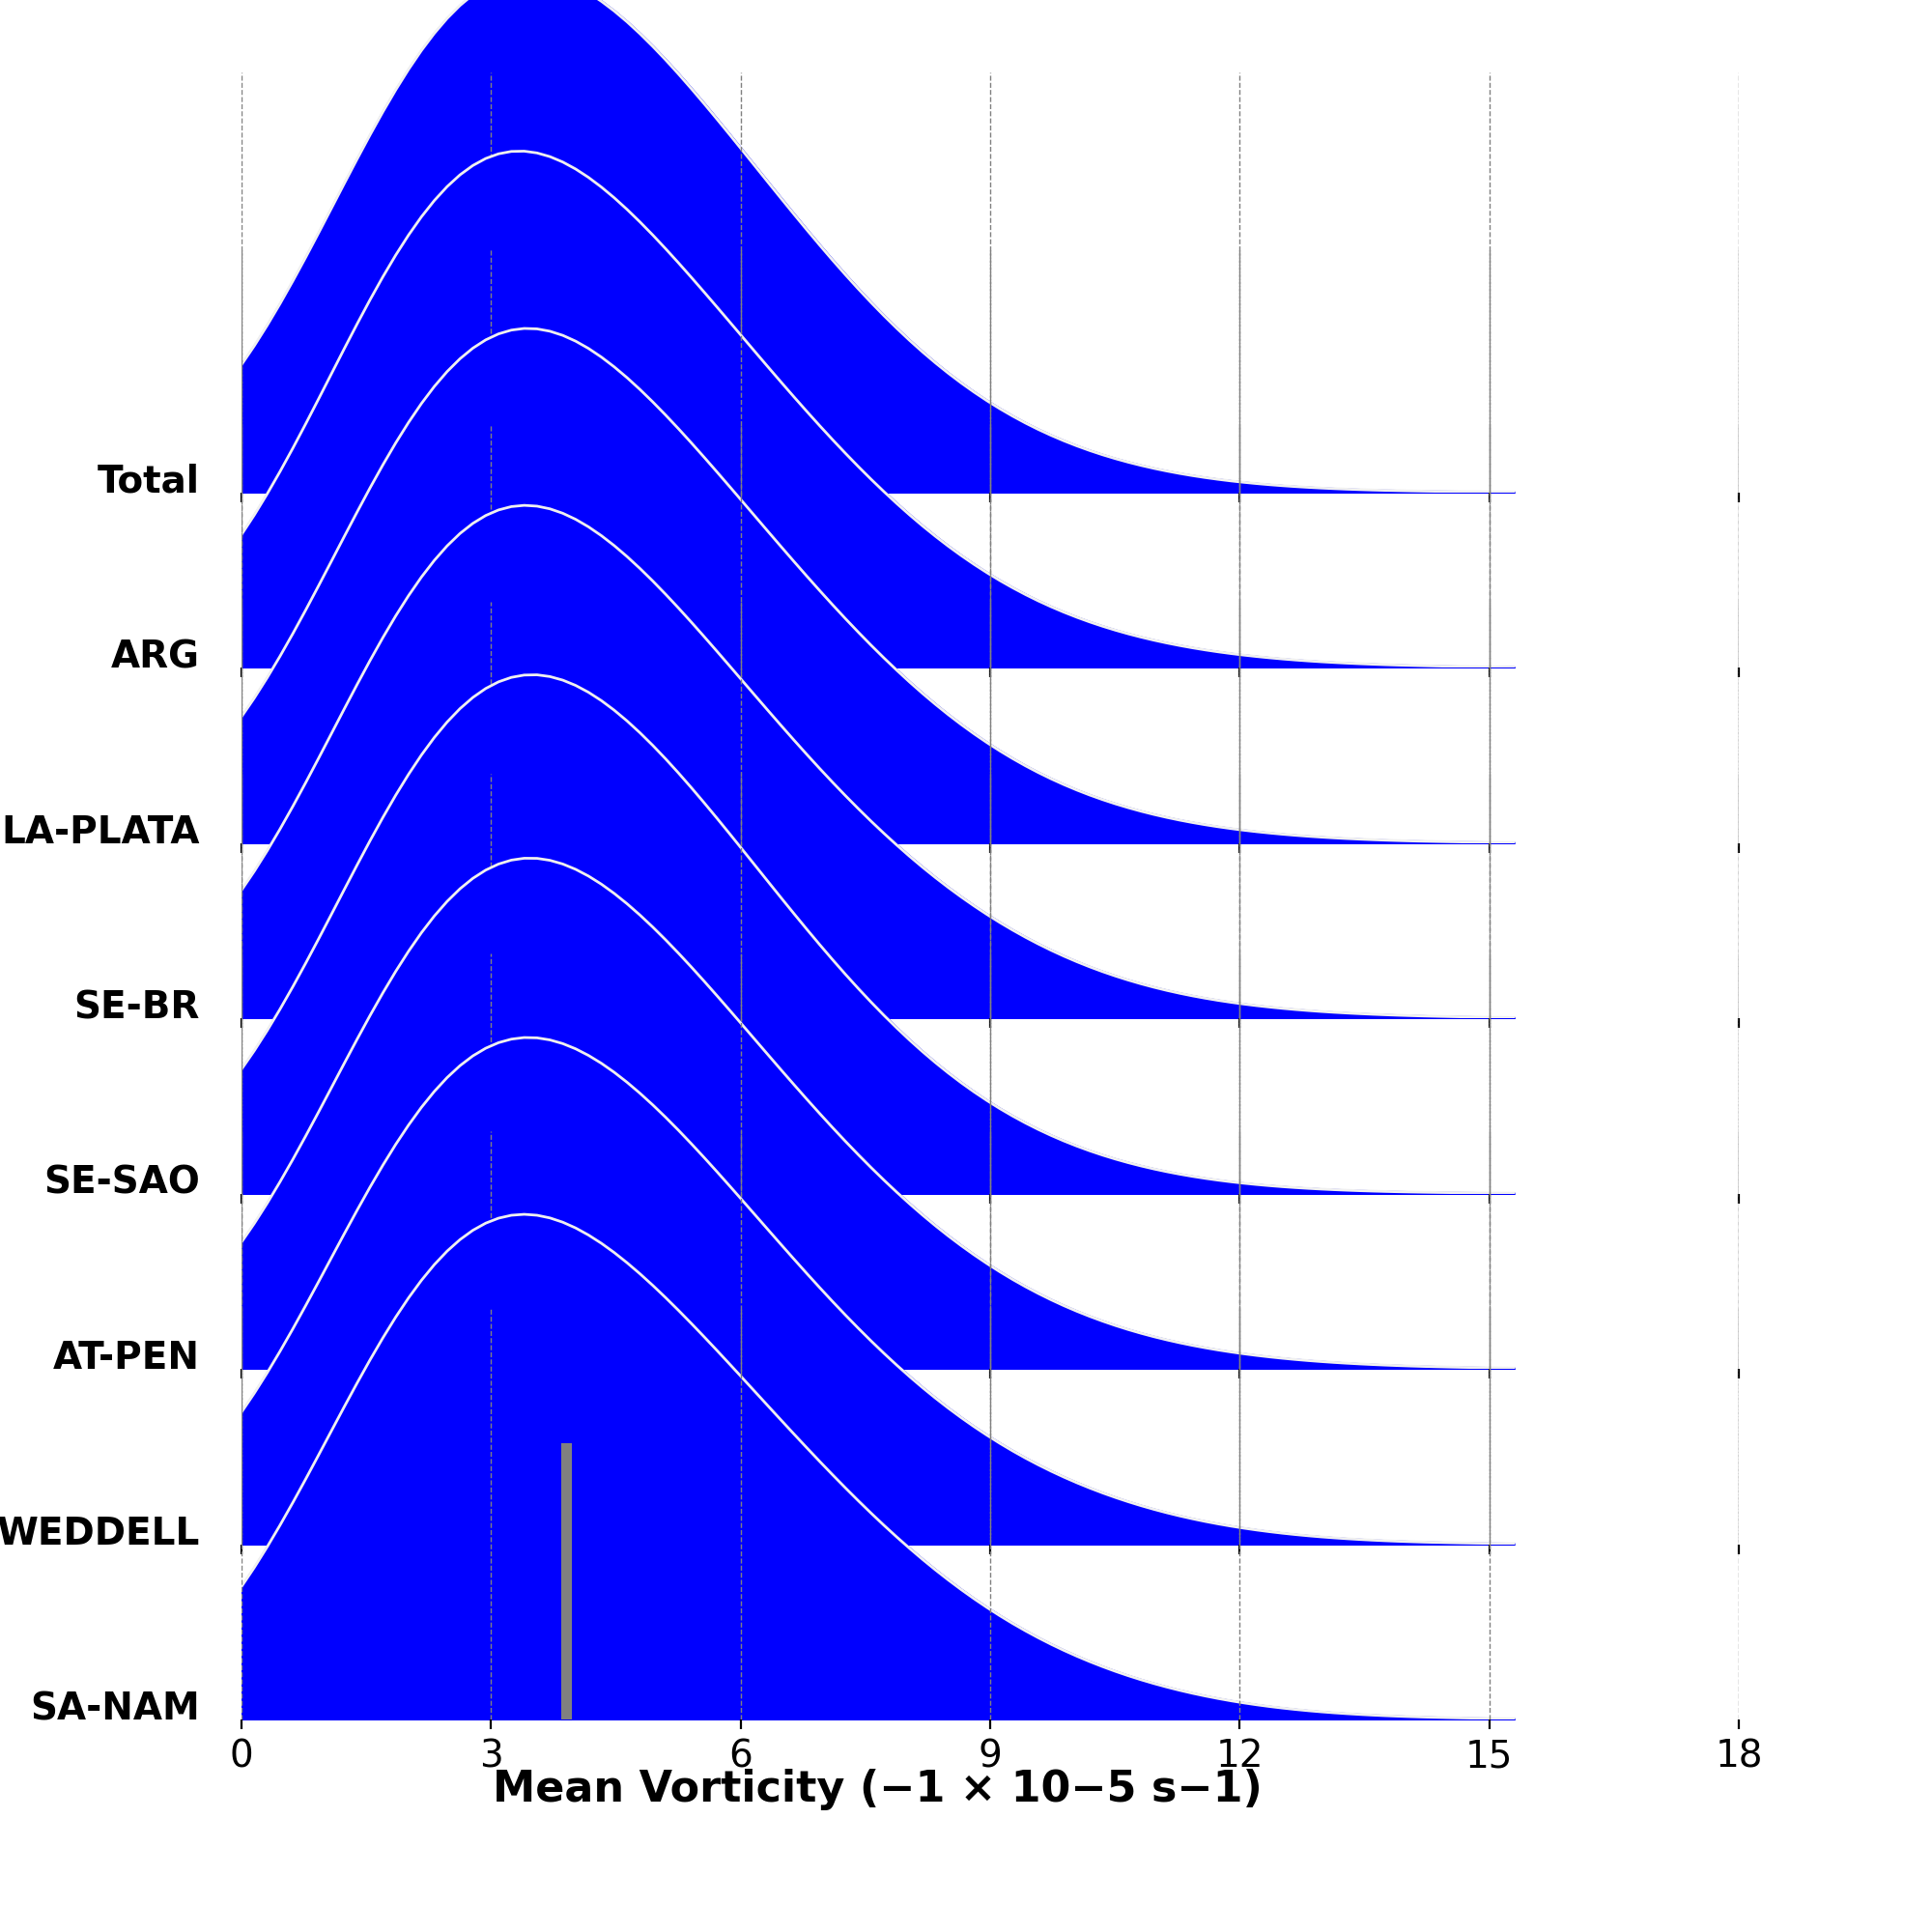 Total
ARG
LA-PLATA
SE-BR
SE-SAO
AT-PEN
WEDDELL
SA-NAM
0 3 6 9 12 15 18
Mean Vorticity (−1 × 10−5 s−1)